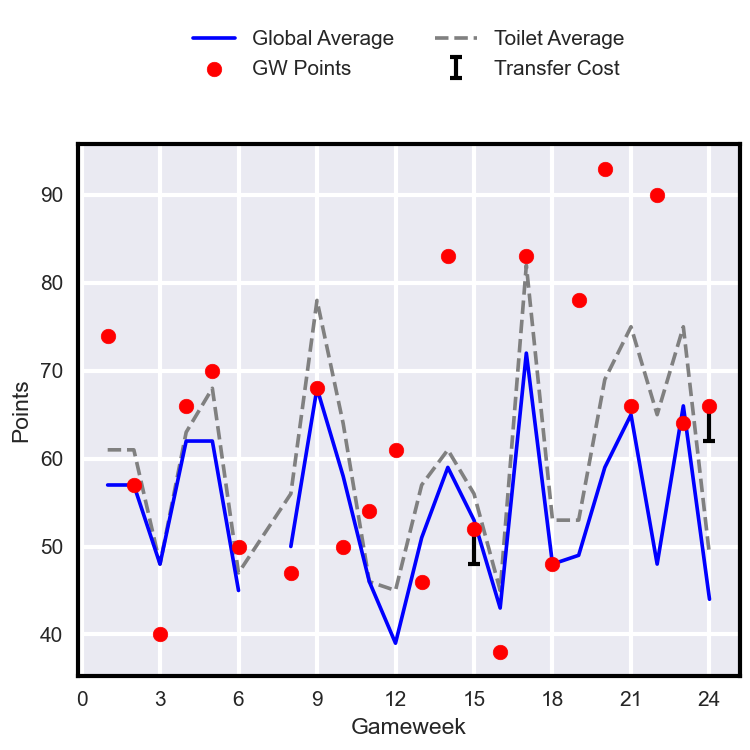 Global Average
Toilet Average
GW Points
Transfer Cost
90
80
70
60
50
40
Points
0 3 6 9 12 15 18 21 24
Gameweek